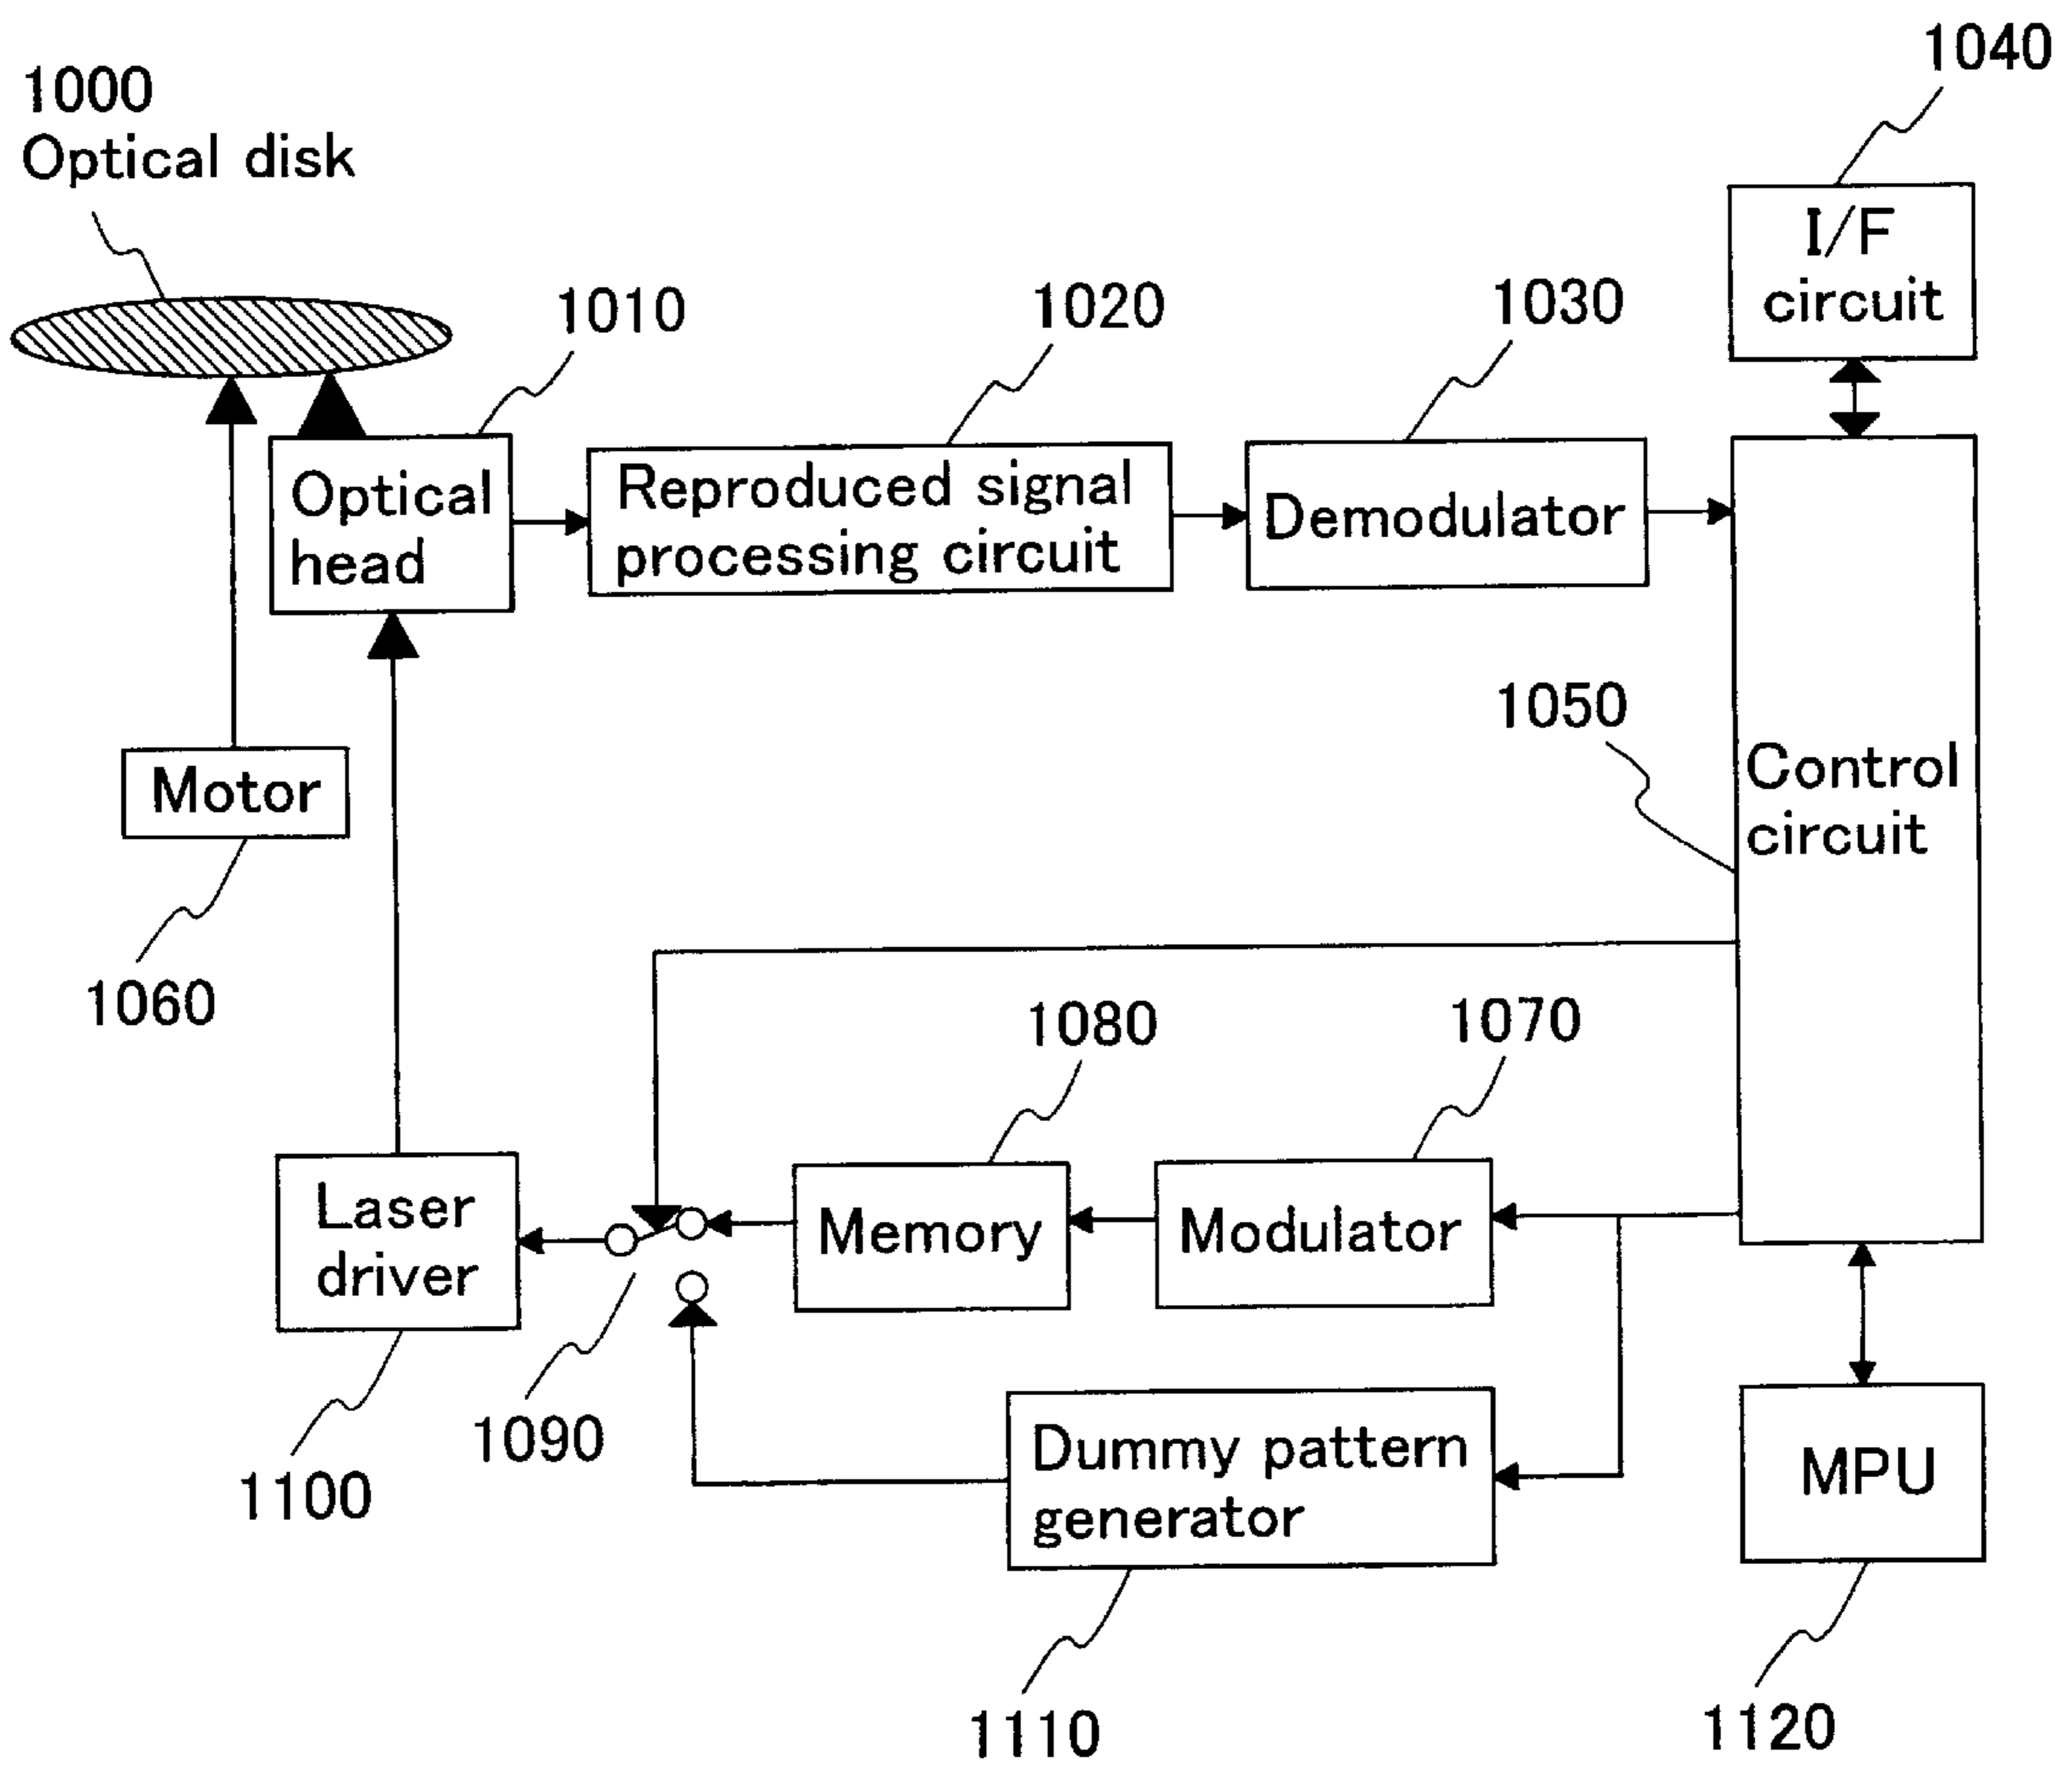 1040
1000
Optical disk
I/F
circuit
1010
1020
1030
Optical
head
Reproduced signal
processing circuit
Demodulator
1050
Control
circuit
Motor
1060
1080
1070
Laser
driver
Memory
Modulator
1090
1100
Dummy pattern
generator
MPU
1110
1120